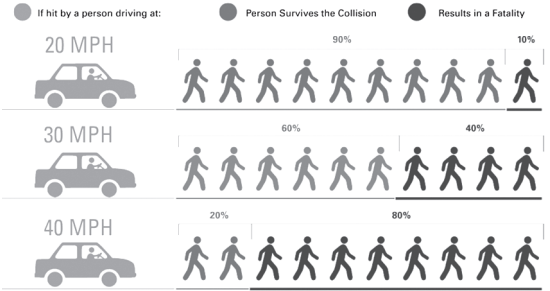 If hit by a person driving at:
Person Survives the Collision
Results in a Fatality
20 MPH
90%
10%
30 MPH
60%
40%
40 MPH
20%
80%